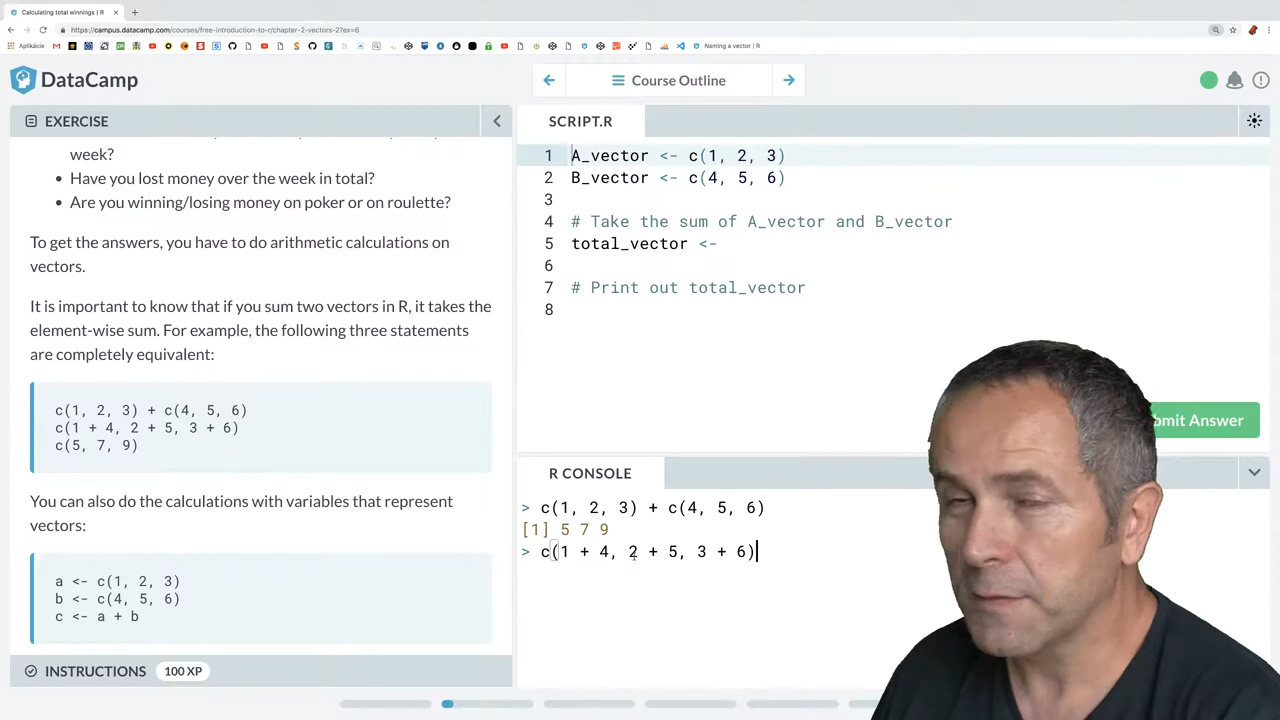 Calculating total winnings | R
https://campus.datacamp.com/courses/free-introduction-to-r/chapter-2-vectors-2?ex=6
Aplikácie
Naming a vector | R
DataCamp
Course Outline
EXERCISE
week?
• Have you lost money over the week in total?
• Are you winning/losing money on poker or on roulette?
To get the answers, you have to do arithmetic calculations on
vectors.
It is important to know that if you sum two vectors in R, it takes the
element-wise sum. For example, the following three statements
are completely equivalent:
c(1, 2, 3) + c(4, 5, 6)
c(1 + 4, 2 + 5, 3 + 6)
c(5, 7, 9)
You can also do the calculations with variables that represent
vectors:
a <- c(1, 2, 3)
b <- c(4, 5, 6)
c <- a + b
INSTRUCTIONS 100 XP
SCRIPT.R
1 A_vector <- c(1, 2, 3)
2 B_vector <- c(4, 5, 6)
3
4 # Take the sum of A_vector and B_vector
5 total_vector <-
6
7 # Print out total_vector
8
bmit Answer
R CONSOLE
> c(1, 2, 3) + c(4, 5, 6)
[1] 5 7 9
> c(1 + 4, 2 + 5, 3 + 6)